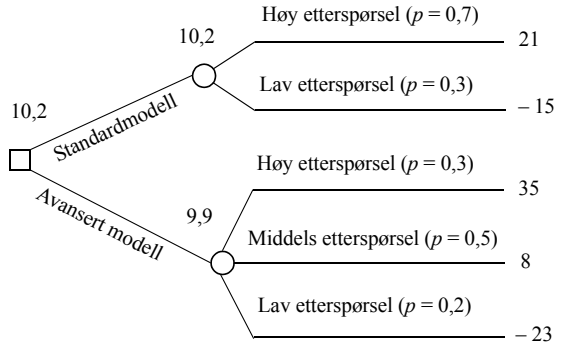 Høy etterspørsel (p = 0,7)
10,2
21
Lav etterspørsel (p = 0,3)
– 15
10,2
Standardmodell
Høy etterspørsel (p = 0,3)
35
Avansert modell
9,9
Middels etterspørsel (p = 0,5)
8
Lav etterspørsel (p = 0,2)
– 23